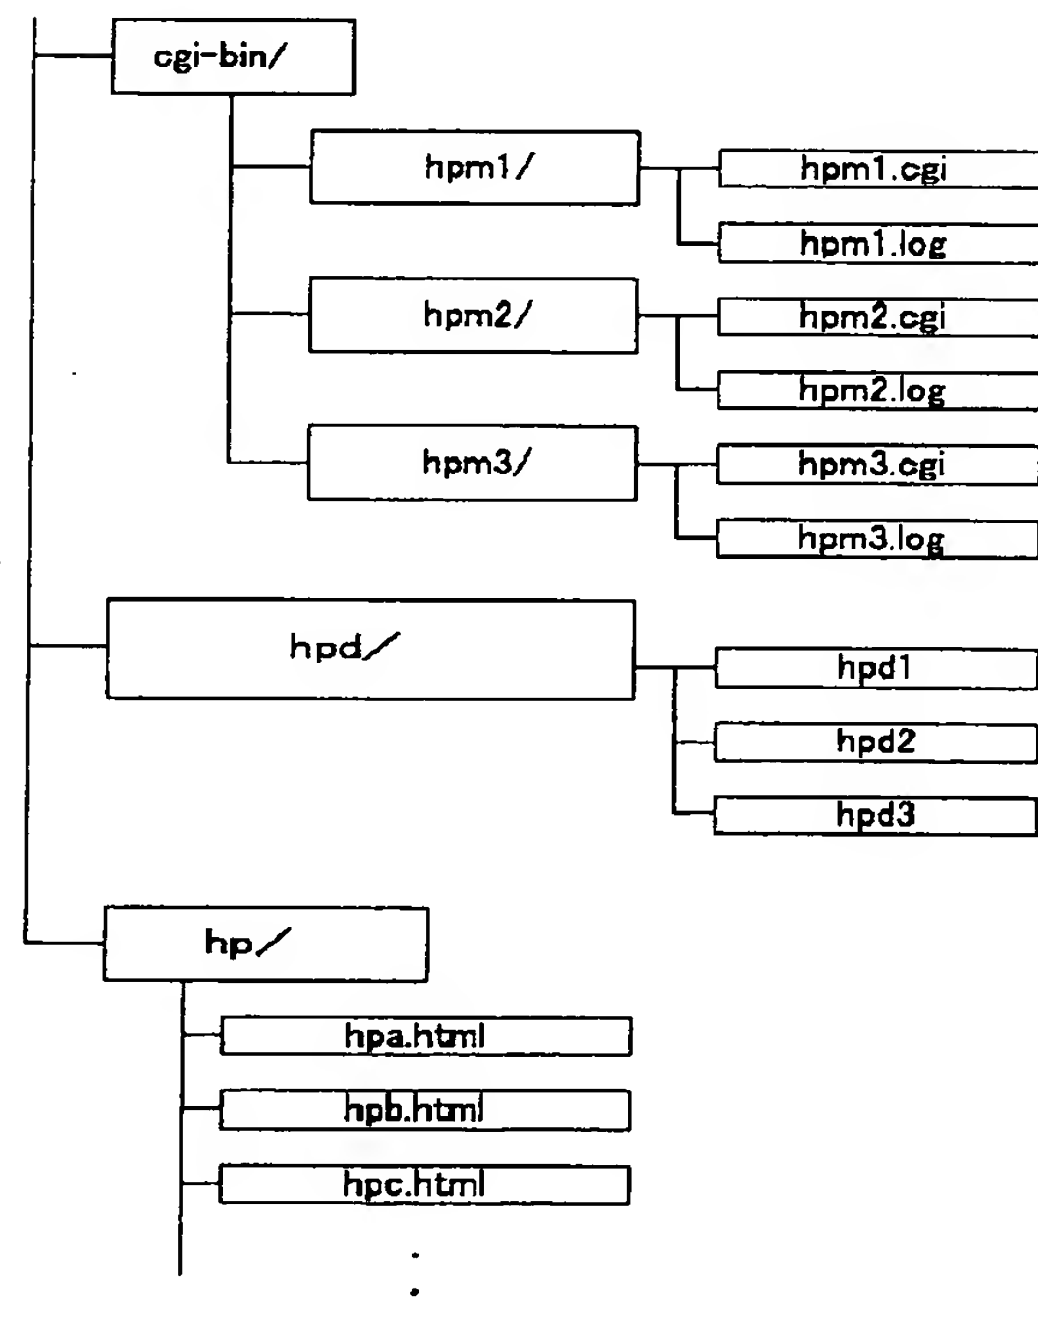 cgi-bin/
hpm1/
hpm1.cgi
hpm1.log
hpm2/
hpm2.cgi
hpm2.log
hpm3/
hpm3.cgi
hpm3.log
hpd/
hpd1
hpd2
hpd3
hp/
hpa.html
hpb.html
hpc.html